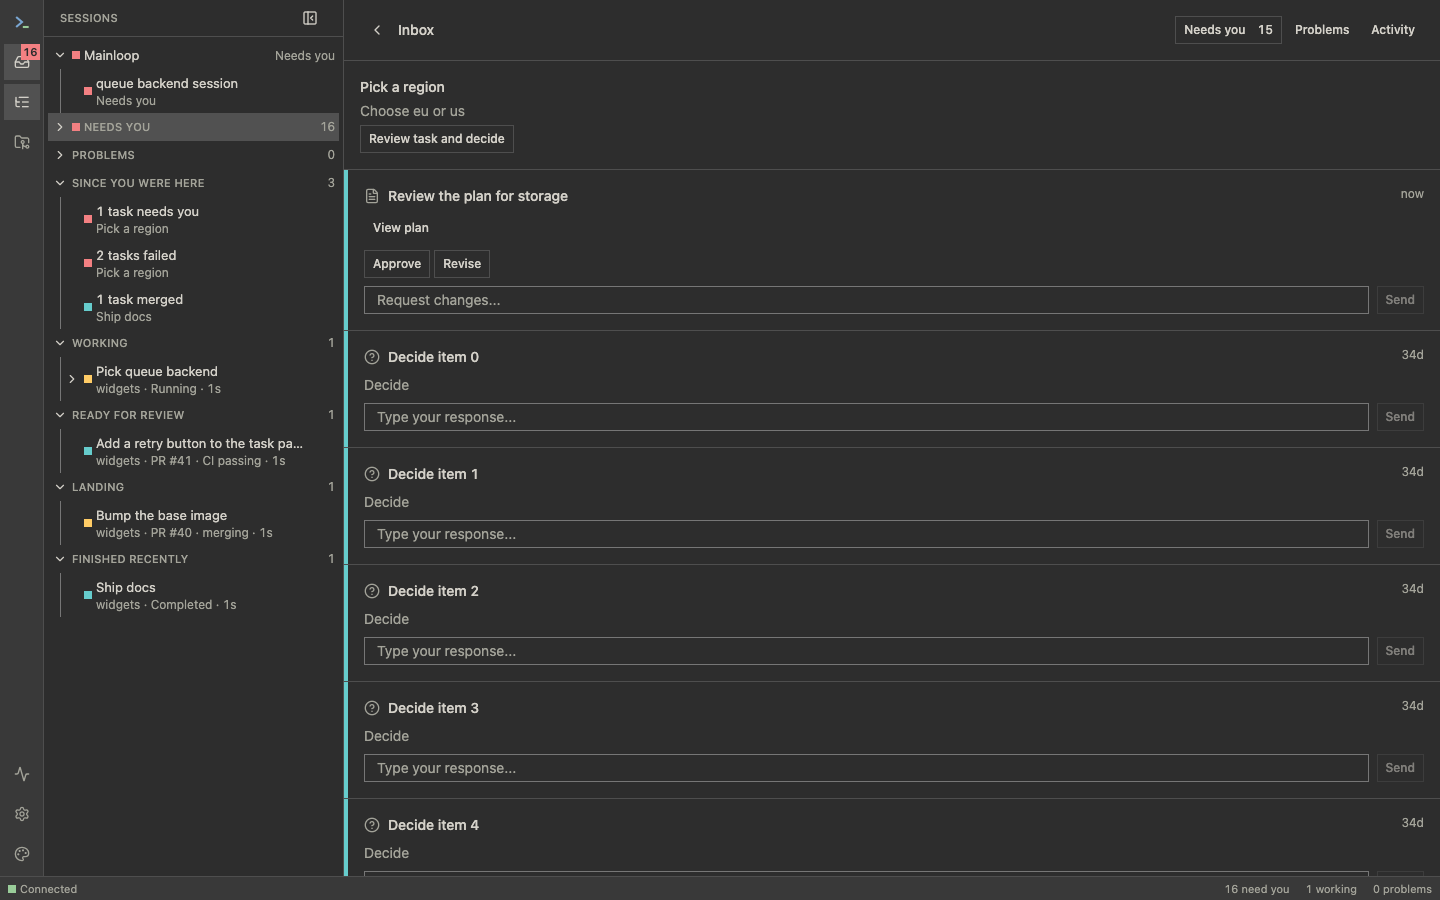 SESSIONS
16
Mainloop
Needs you
queue backend session
Needs you
NEEDS YOU
16
PROBLEMS
0
SINCE YOU WERE HERE
3
1 task needs you
Pick a region
2 tasks failed
Pick a region
1 task merged
Ship docs
WORKING
1
Pick queue backend
widgets · Running · 1s
READY FOR REVIEW
1
Add a retry button to the task pa...
widgets · PR #41 · CI passing · 1s
LANDING
1
Bump the base image
widgets · PR #40 · merging · 1s
FINISHED RECENTLY
1
Ship docs
widgets · Completed · 1s
Inbox
Needs you 15
Problems
Activity
Pick a region
Choose eu or us
Review task and decide
Review the plan for storage
now
View plan
Approve
Revise
Request changes...
Send
Decide item 0
34d
Decide
Type your response...
Send
Decide item 1
34d
Decide
Type your response...
Send
Decide item 2
34d
Decide
Type your response...
Send
Decide item 3
34d
Decide
Type your response...
Send
Decide item 4
34d
Decide
Connected
16 need you
1 working
0 problems